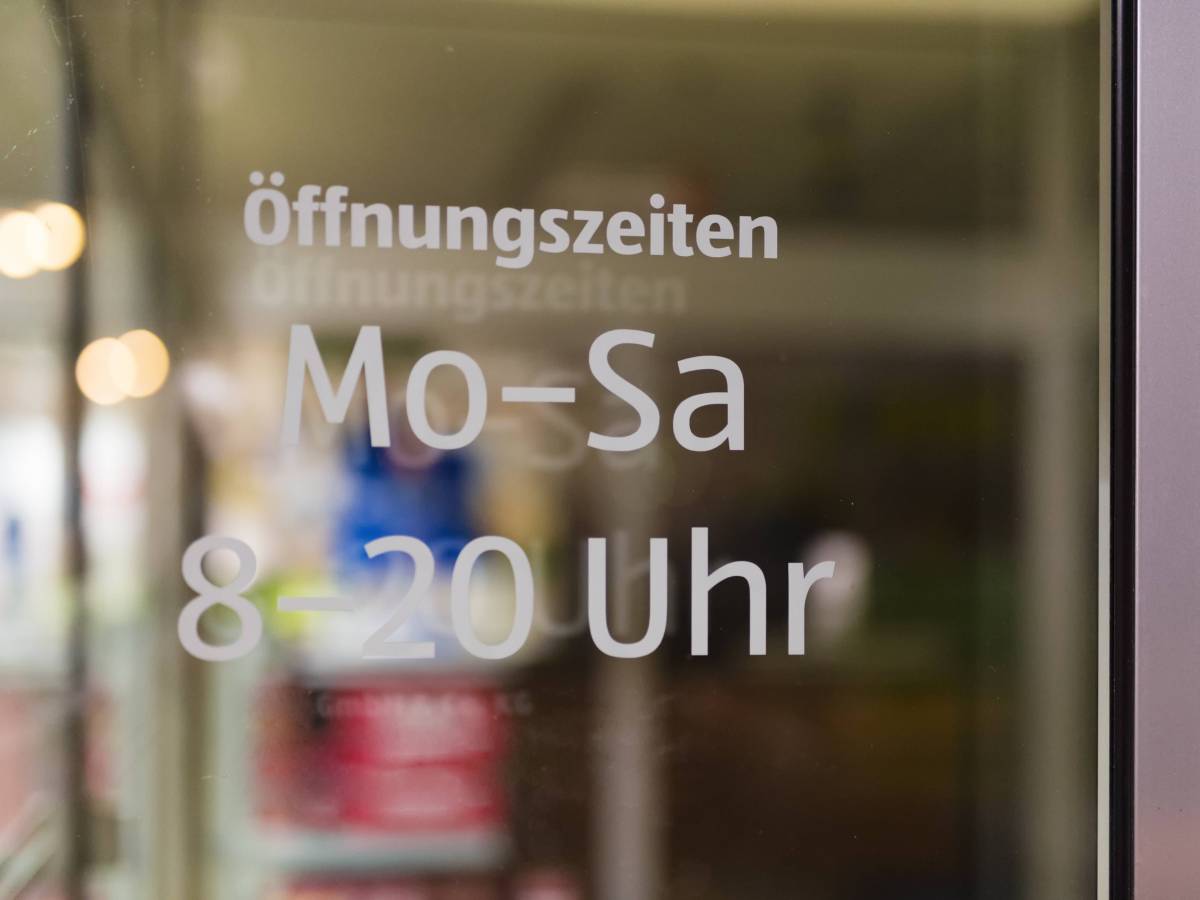 Öffnungszeiten
Mo–Sa
8–20 Uhr